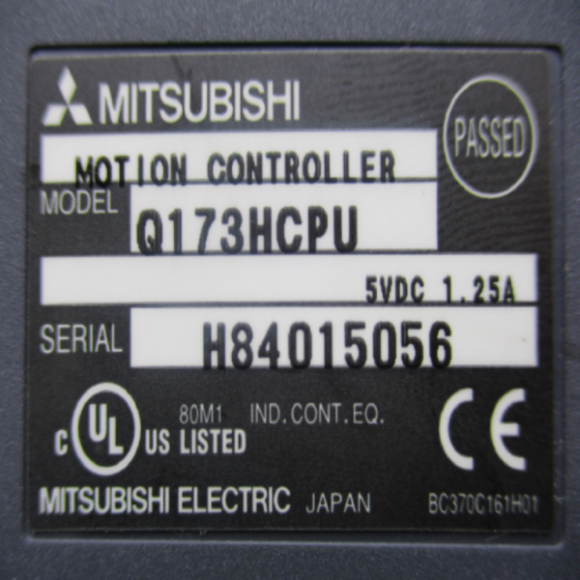 MITSUBISHI
PASSED
MOTION CONTROLLER
MODEL Q173HCPU
5VDC 1.25A
SERIAL H84015056
C UL US LISTED
80M1 IND.CONT.EQ.
CE
MITSUBISHI ELECTRIC JAPAN BC370C161H01